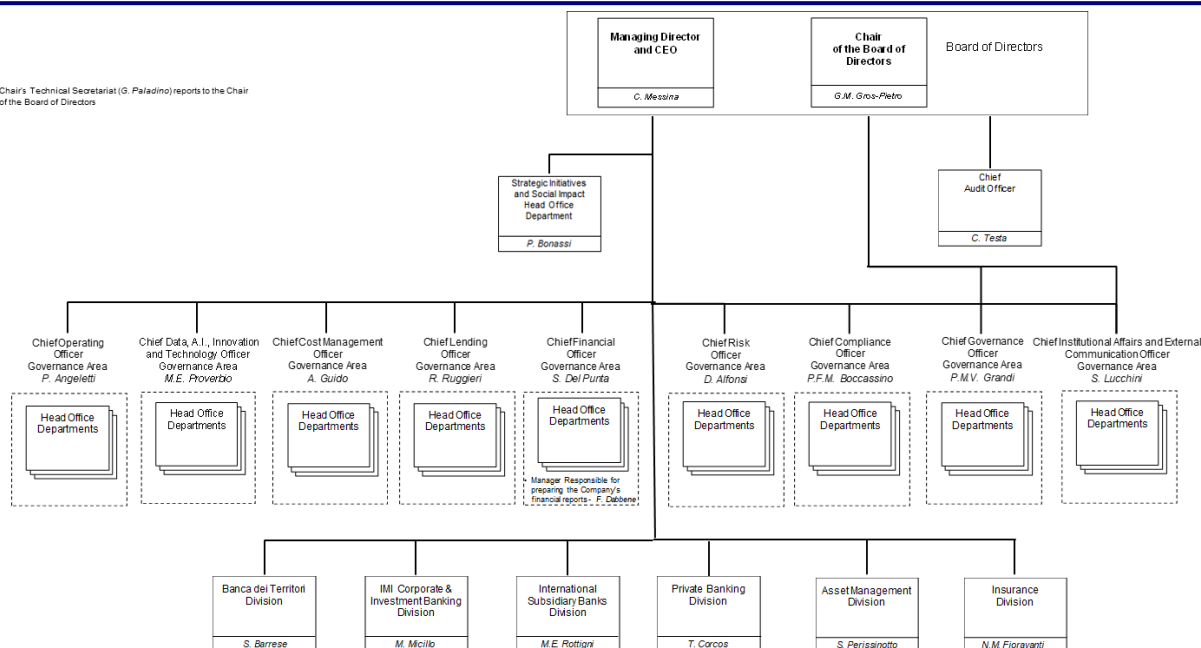 Managing Director
and CEO
C. Messina
Chair
of the Board of
Directors
G.M. Gros-Pietro
Board of Directors
Chair's Technical Secretariat (G. Paladino) reports to the Chair
of the Board of Directors
Strategic Initiatives
and Social Impact
Head Office
Department
P. Bonassi
Chief
Audit Officer
C. Testa
Chief Operating
Officer
Governance Area
P. Angeletti
Chief Data, A.I., Innovation
and Technology Officer
Governance Area
M.E. Proverbio
Chief Cost Management
Officer
Governance Area
A. Guido
Chief Lending
Officer
Governance Area
R. Ruggieri
Chief Financial
Officer
Governance Area
S. Del Punta
Chief Risk
Officer
Governance Area
D. Alfonsi
Chief Compliance
Officer
Governance Area
P.F.M. Boccassino
Chief Governance
Officer
Governance Area
P.M.V. Grandi
Chief Institutional Affairs and External
Communication Officer
Governance Area
S. Lucchini
Head Office
Departments
Head Office
Departments
Head Office
Departments
Head Office
Departments
Head Office
Departments
- Manager Responsible for
preparing the Company's
financial reports - F. Dabbene
Head Office
Departments
Head Office
Departments
Head Office
Departments
Head Office
Departments
Banca dei Territori
Division
S. Barrese
IMI Corporate &
Investment Banking
Division
M. Micillo
International
Subsidiary Banks
Division
M.E. Rottigni
Private Banking
Division
T. Corcos
Asset Management
Division
S. Perissinotto
Insurance
Division
N.M. Fioravanti